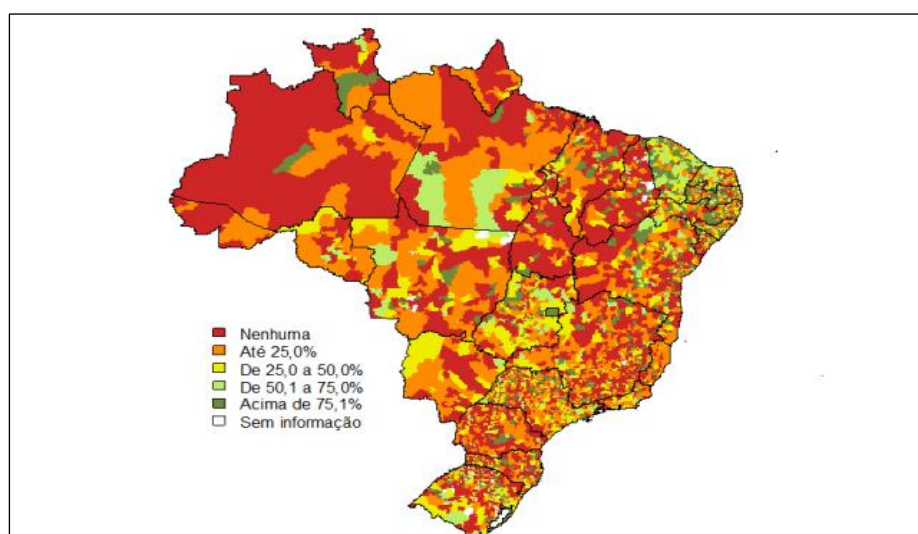 Nenhuma
Até 25,0%
De 25,0 a 50,0%
De 50,1 a 75,0%
Acima de 75,1%
Sem informação